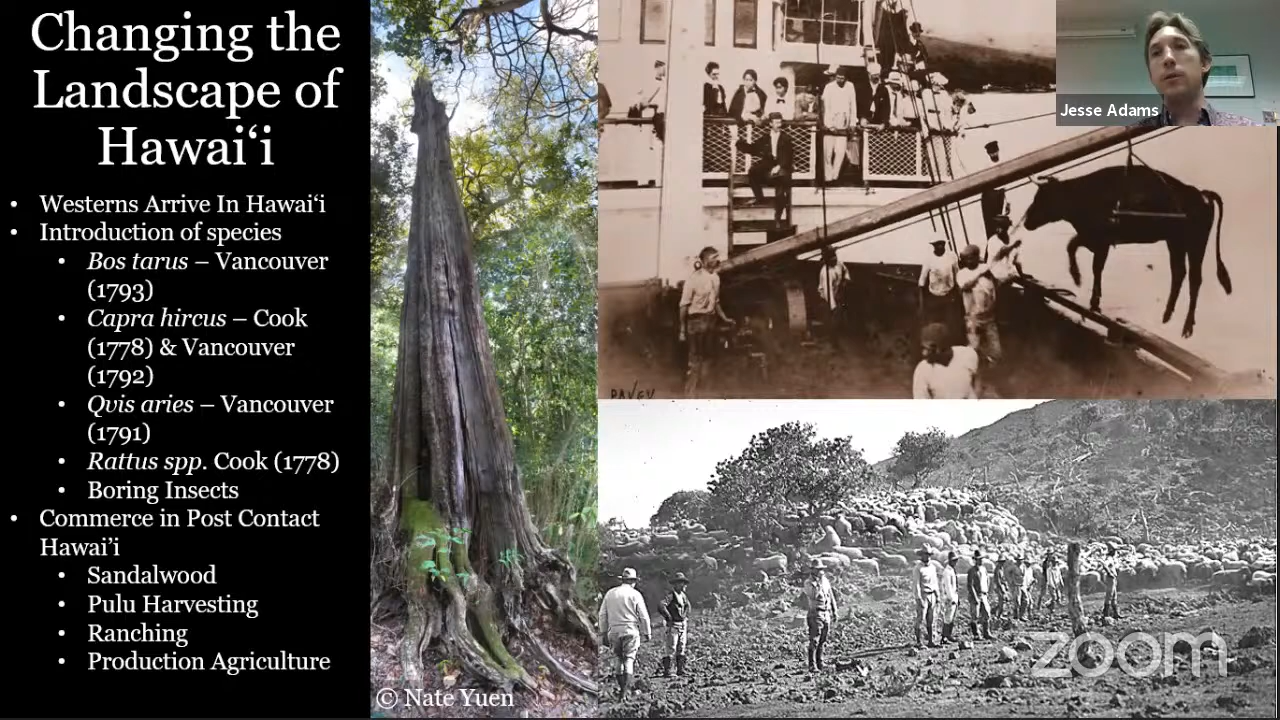 Changing the
Landscape of
Hawai‘i
• Westerns Arrive In Hawai‘i
• Introduction of species
• Bos tarus – Vancouver
(1793)
• Capra hircus – Cook
(1778) & Vancouver
(1792)
• Qvis aries – Vancouver
(1791)
• Rattus spp. Cook (1778)
• Boring Insects
• Commerce in Post Contact
Hawai’i
• Sandalwood
• Pulu Harvesting
• Ranching
• Production Agriculture
© Nate Yuen
Jesse Adams
zoom